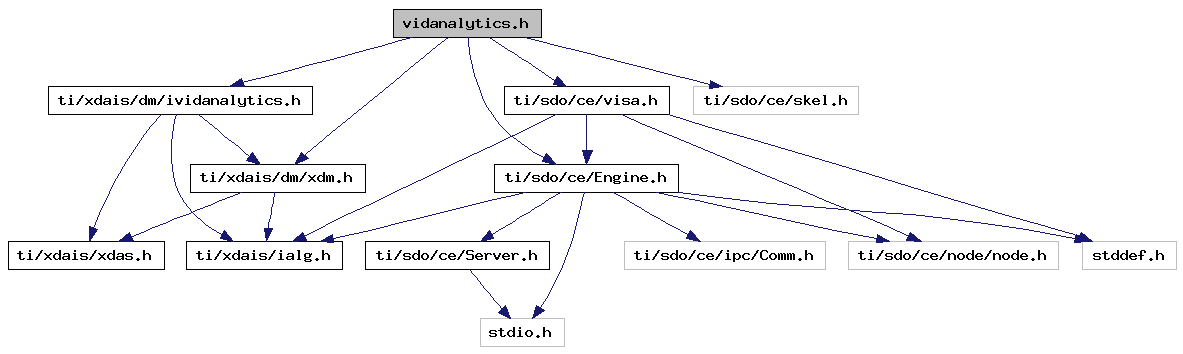 vidanalytics.h
ti/xdais/dm/ividanalytics.h
ti/sdo/ce/visa.h
ti/sdo/ce/skel.h
ti/xdais/dm/xdm.h
ti/sdo/ce/Engine.h
ti/xdais/xdas.h
ti/xdais/ialg.h
ti/sdo/ce/Server.h
ti/sdo/ce/ipc/Comm.h
ti/sdo/ce/node/node.h
stddef.h
stdio.h